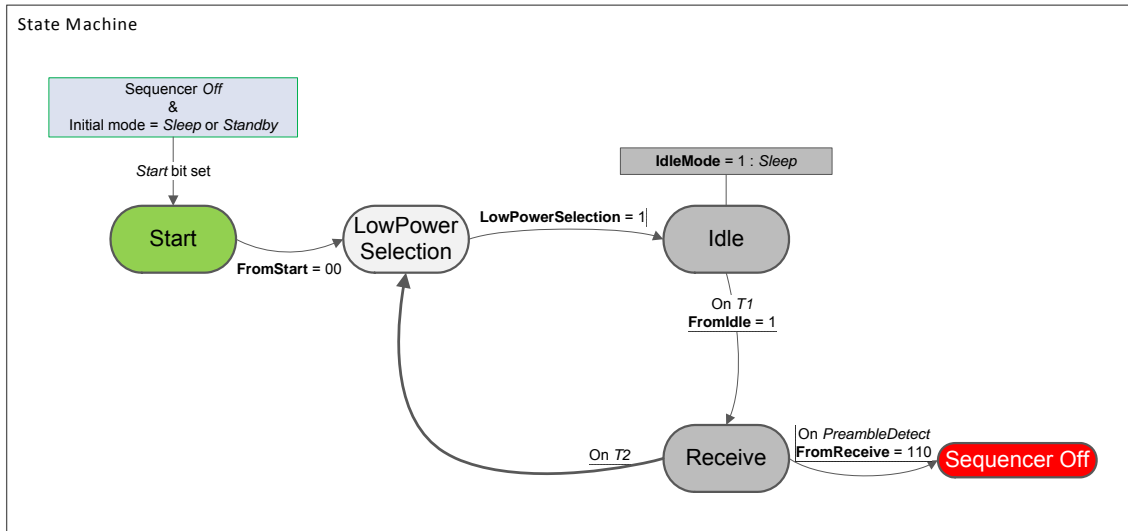 State Machine
Sequencer Off
&
Initial mode = Sleep or Standby
Start bit set
IdleMode = 1 : Sleep
Start
FromStart = 00
LowPower
Selection
LowPowerSelection = 1
Idle
On T1
FromIdle = 1
On T2
Receive
On PreambleDetect
FromReceive = 110
Sequencer Off